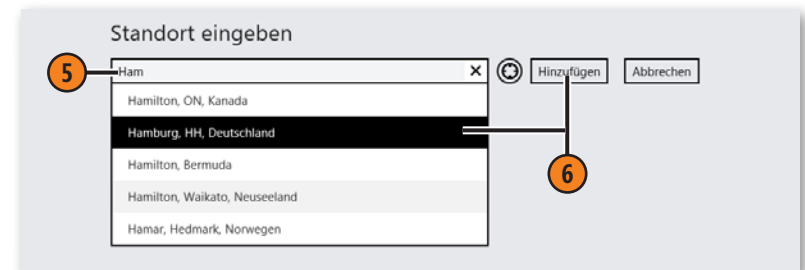 Standort eingeben
5
Ham
Hinzufügen
Abbrechen
Hamilton, ON, Kanada
Hamburg, HH, Deutschland
Hamilton, Bermuda
6
Hamilton, Waikato, Neuseeland
Hamar, Hedmark, Norwegen